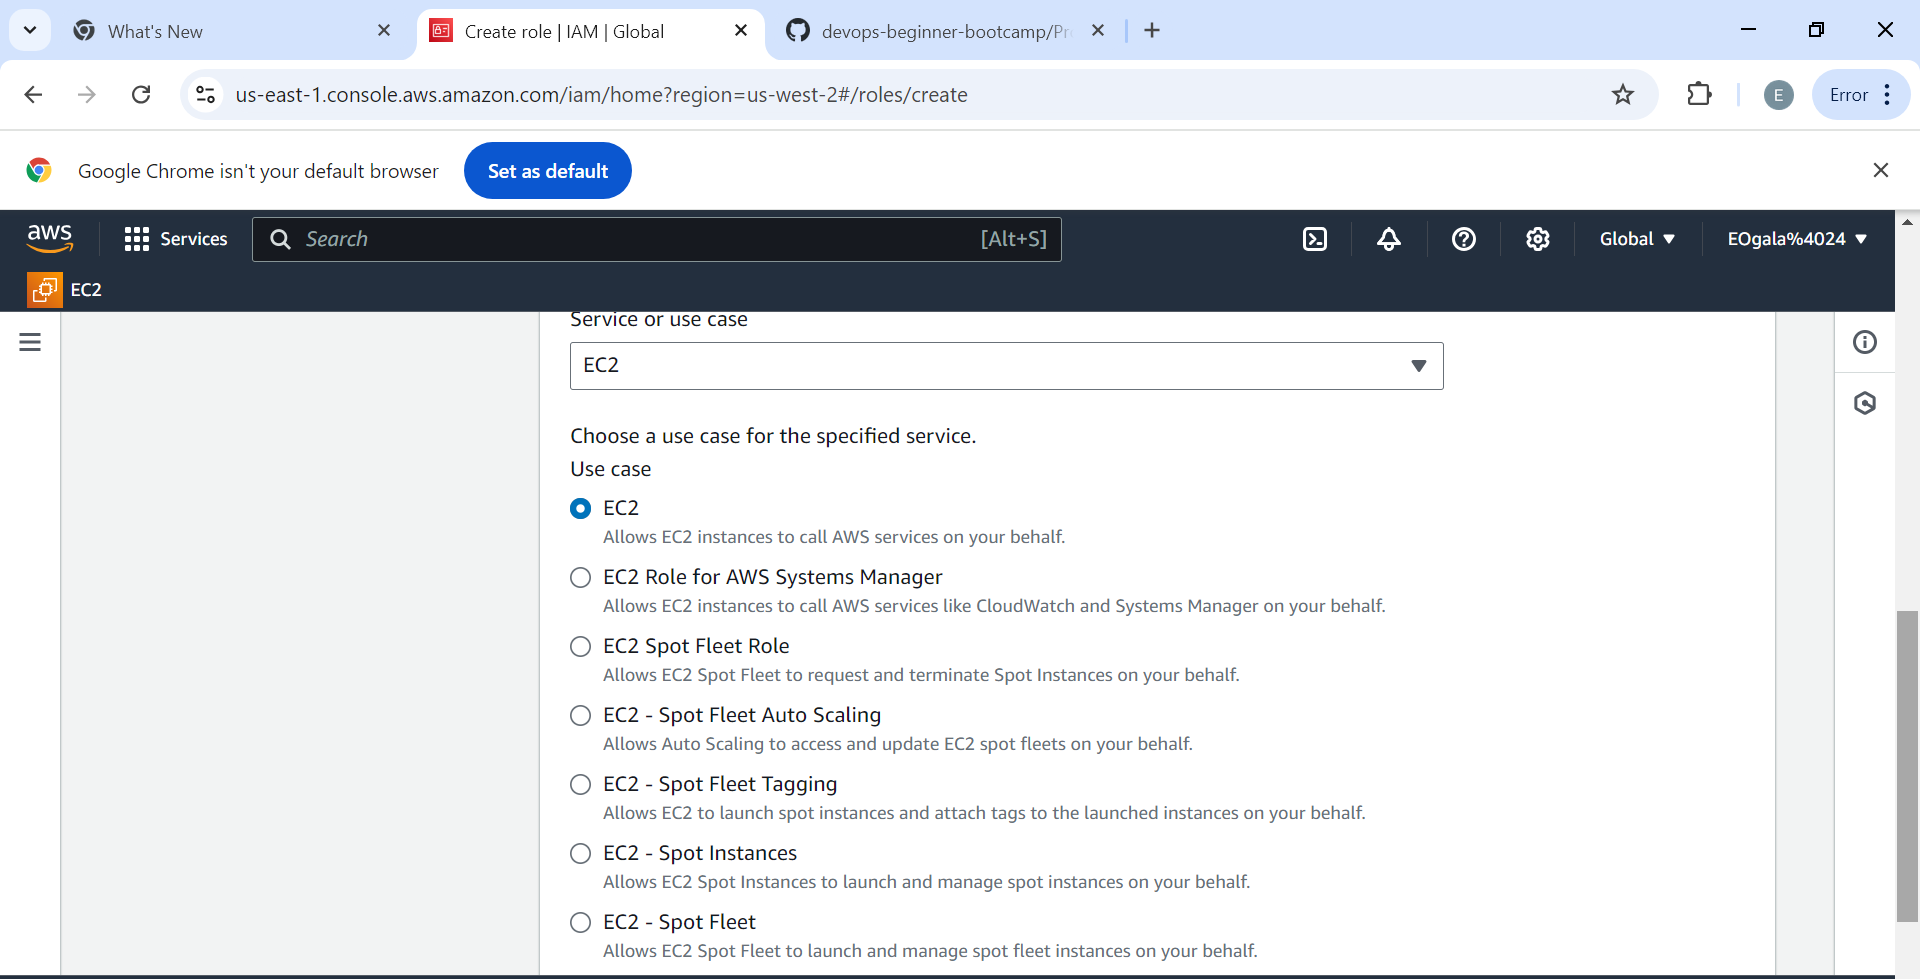 What's New
Create role | IAM | Global
devops-beginner-bootcamp/Pr
us-east-1.console.aws.amazon.com/iam/home?region=us-west-2#/roles/create
E
Error
Google Chrome isn't your default browser
Set as default
aws
Services
Search
[Alt+S]
Global
EOgala%4024
EC2
Service or use case
EC2
Choose a use case for the specified service.
Use case
EC2
Allows EC2 instances to call AWS services on your behalf.
EC2 Role for AWS Systems Manager
Allows EC2 instances to call AWS services like CloudWatch and Systems Manager on your behalf.
EC2 Spot Fleet Role
Allows EC2 Spot Fleet to request and terminate Spot Instances on your behalf.
EC2 - Spot Fleet Auto Scaling
Allows Auto Scaling to access and update EC2 spot fleets on your behalf.
EC2 - Spot Fleet Tagging
Allows EC2 to launch spot instances and attach tags to the launched instances on your behalf.
EC2 - Spot Instances
Allows EC2 Spot Instances to launch and manage spot instances on your behalf.
EC2 - Spot Fleet
Allows EC2 Spot Fleet to launch and manage spot fleet instances on your behalf.